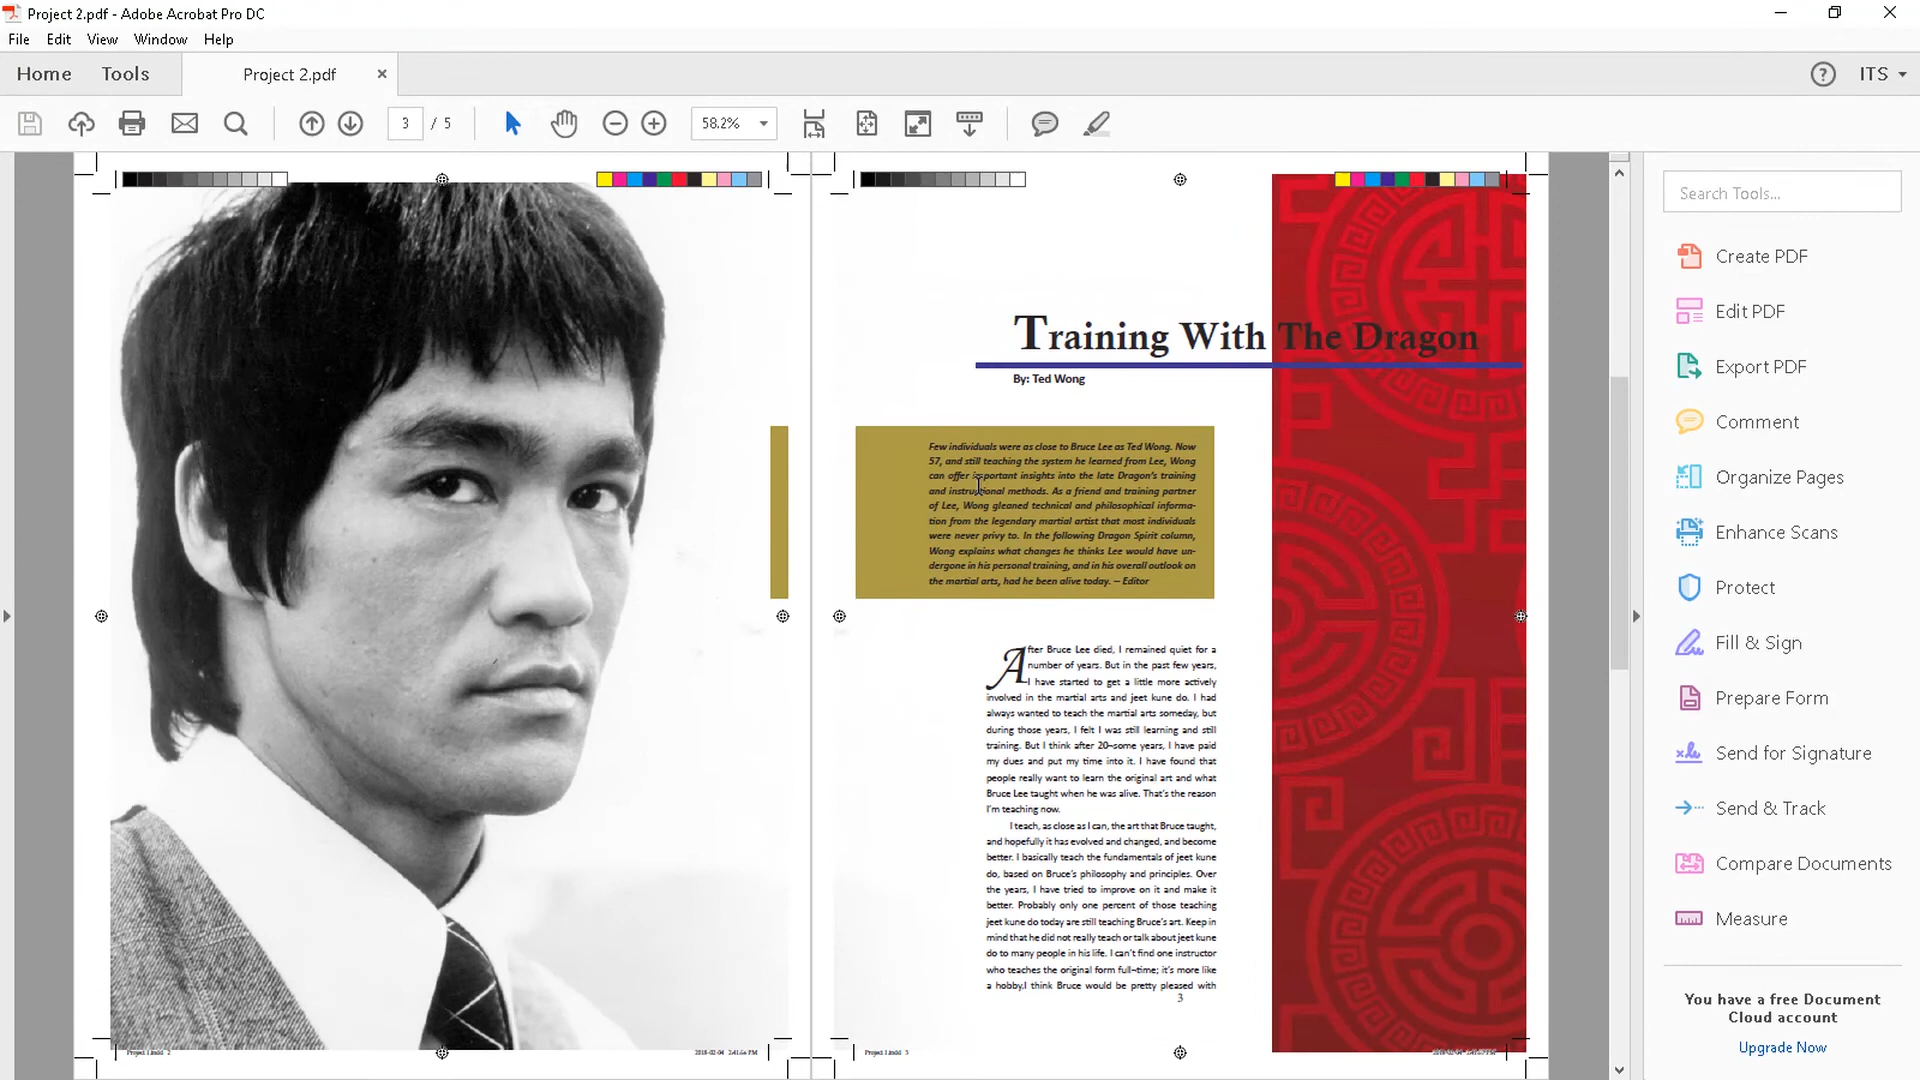 Project 2.pdf - Adobe Acrobat Pro DC
File Edit View Window Help
Home Tools Project 2.pdf × ? ITS
3 / 5 58.2%
Training With The Dragon
By: Ted Wong
Few individuals were as close to Bruce Lee as Ted Wong. Now
57, and still teaching the system he learned from Lee, Wong
can offer important insights into the late Dragon's training
and instructional methods. As a friend and training partner
of Lee, Wong gleaned technical and philosophical informa-
tion from the legendary martial artist that most individuals
were never privy to. In the following Dragon Spirit column,
Wong explains what changes he thinks Lee would have un-
dergone in his personal training, and in his overall outlook on
the martial arts, had he been alive today. – Editor
After Bruce Lee died, I remained quiet for a
number of years. But in the past few years,
I have started to get a little more actively
involved in the martial arts and jeet kune do. I had
always wanted to teach the martial arts someday, but
during those years, I felt I was still learning and still
training. But I think after 20–some years, I have paid
my dues and put my time into it. I have found that
people really want to learn the original art and what
Bruce Lee taught when he was alive. That's the reason
I'm teaching now.
I teach, as close as I can, the art that Bruce taught,
and hopefully it has evolved and changed, and become
better. I basically teach the fundamentals of jeet kune
do, based on Bruce's philosophy and principles. Over
the years, I have tried to improve on it and make it
better. Probably only one percent of those teaching
jeet kune do today are still teaching Bruce's art. Keep in
mind that he did not really teach or talk about jeet kune
do to many people in his life. I can't find one instructor
who teaches the original form full–time; it's more like
a hobby.I think Bruce would be pretty pleased with
3
Search Tools...
Create PDF
Edit PDF
Export PDF
Comment
Organize Pages
Enhance Scans
Protect
Fill & Sign
Prepare Form
Send for Signature
Send & Track
Compare Documents
Measure
You have a free Document
Cloud account
Upgrade Now